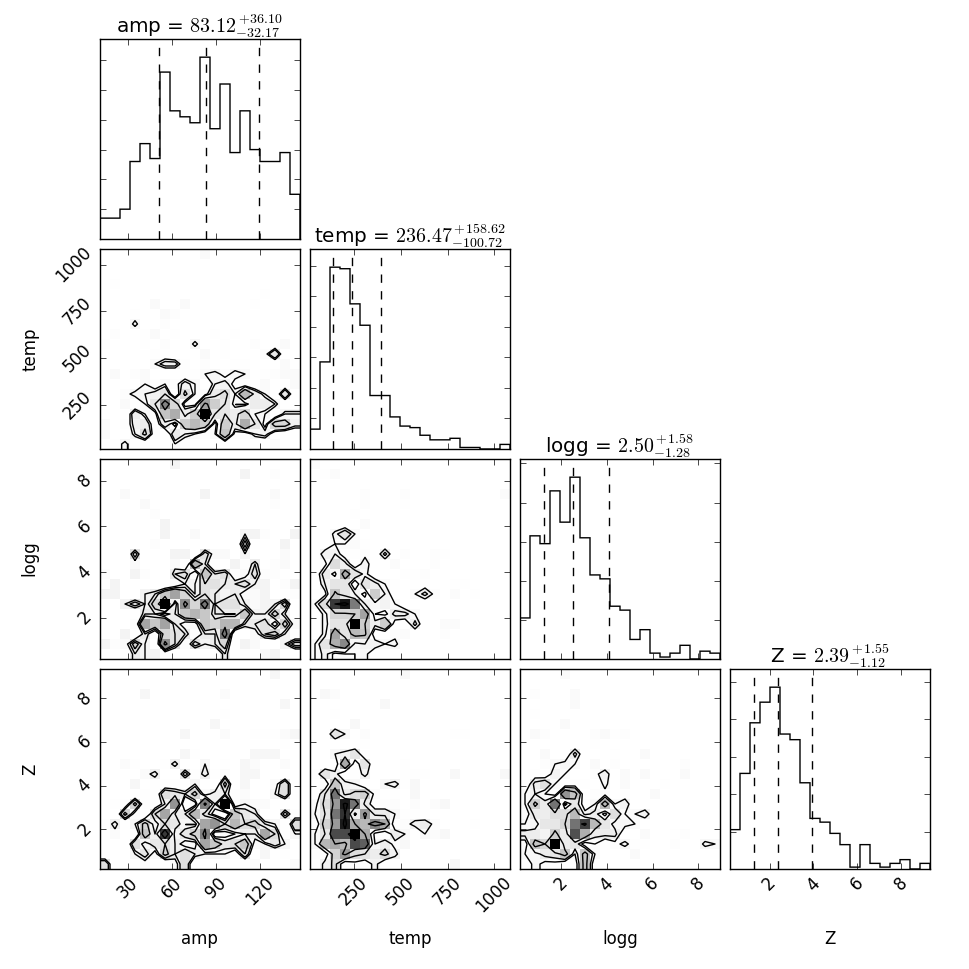 amp = 83.12 +36.10 −32.17
temp = 236.47 +158.62 −100.72
logg = 2.50 +1.58 −1.28
Z = 2.39 +1.55 −1.12
temp
1000
750
500
250
logg
8
6
4
2
Z
8
6
4
2
30 60 90 120
250 500 750 1000
2 4 6 8
2 4 6 8
amp temp logg Z